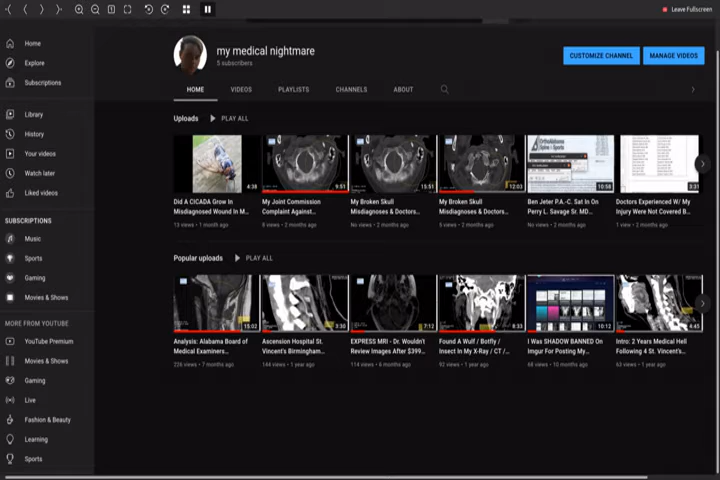 Leave Fullscreen
Home
Explore
Subscriptions
Library
History
Your videos
Watch later
Liked videos
SUBSCRIPTIONS
Music
Sports
Gaming
Movies & Shows
MORE FROM YOUTUBE
YouTube Premium
Movies & Shows
Gaming
Live
Fashion & Beauty
Learning
Sports
my medical nightmare
5 subscribers
CUSTOMIZE CHANNEL
MANAGE VIDEOS
HOME VIDEOS PLAYLISTS CHANNELS ABOUT
Uploads PLAY ALL
4:38 9:51 15:51 12:03 10:58 3:31
Did A CICADA Grow In
Misdiagnosed Wound In M...
13 views • 1 month ago
My Joint Commission
Complaint Against...
8 views • 2 months ago
My Broken Skull
Misdiagnoses & Doctors...
No views • 2 months ago
My Broken Skull
Misdiagnoses & Doctors...
5 views • 2 months ago
Ben Jeter P.A.-C. Sat In On
Perry L. Savage Sr. MD...
No views • 2 months ago
Doctors Experienced W/ My
Injury Were Not Covered B...
1 view • 2 months ago
Popular uploads PLAY ALL
15:02 3:30 7:12 8:33 10:12 4:45
Analysis: Alabama Board of
Medical Examiners...
226 views • 7 months ago
Ascension Hospital St.
Vincent's Birmingham...
144 views • 1 year ago
EXPRESS MRI - Dr. Wouldn't
Review Images After $399...
114 views • 6 months ago
Found A Wulf / Botfly /
Insect In My X-Ray / CT /...
92 views • 1 year ago
I Was SHADOW BANNED On
Imgur For Posting My...
68 views • 10 months ago
Intro: 2 Years Medical Hell
Following 4 St. Vincent's...
63 views • 1 year ago